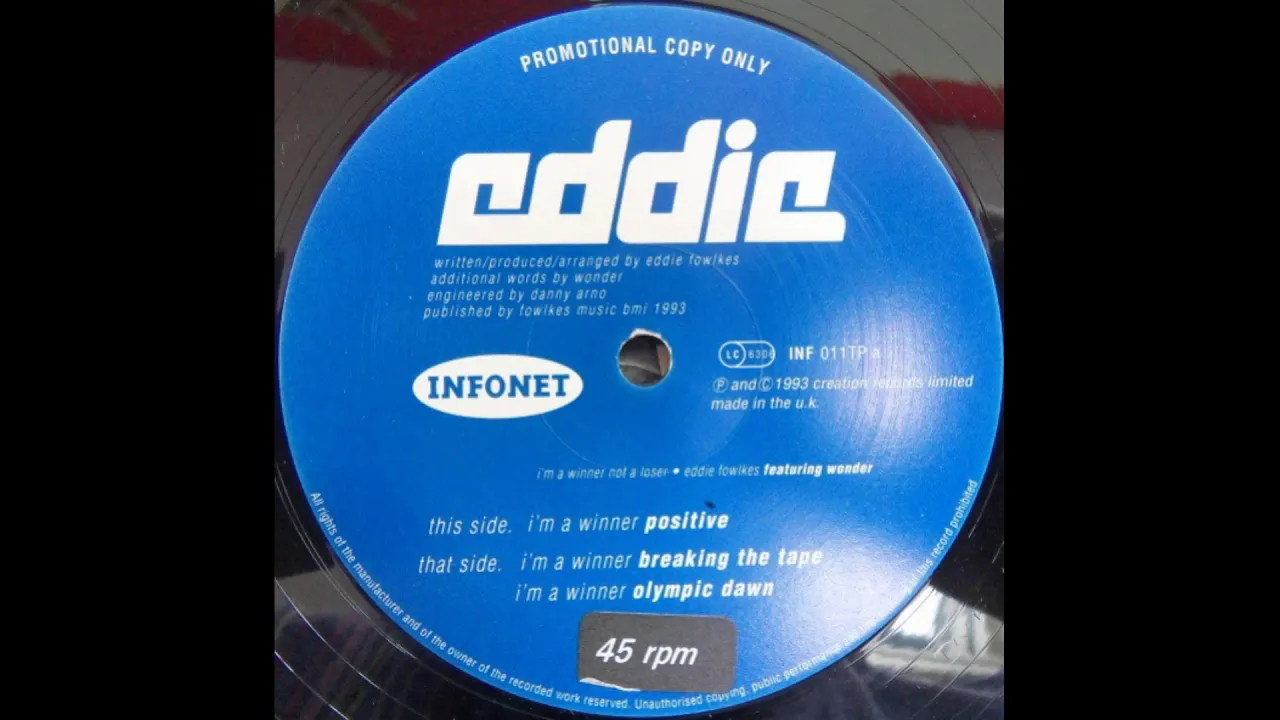 PROMOTIONAL COPY ONLY
eddie
written/produced/arranged by eddie fowlkes
additional words by wonder
engineered by danny arno
published by fowlkes music bmi 1993
LC 6306 INF 011TP a
INFONET
Ⓟ and © 1993 creation records limited
made in the u.k.
i'm a winner not a loser • eddie fowlkes featuring wonder
this side. i'm a winner positive
that side. i'm a winner breaking the tape
i'm a winner olympic dawn
45 rpm
All rights of the manufacturer and of the owner of the recorded work reserved. Unauthorised copying, public performance this record prohibited